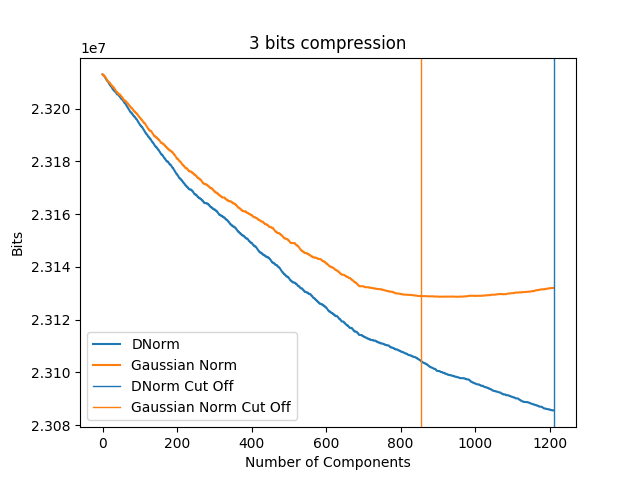 3 bits compression
1e7
2.320
2.318
2.316
2.314
2.312
2.310
2.308
Bits
DNorm
Gaussian Norm
DNorm Cut Off
Gaussian Norm Cut Off
0 200 400 600 800 1000 1200
Number of Components